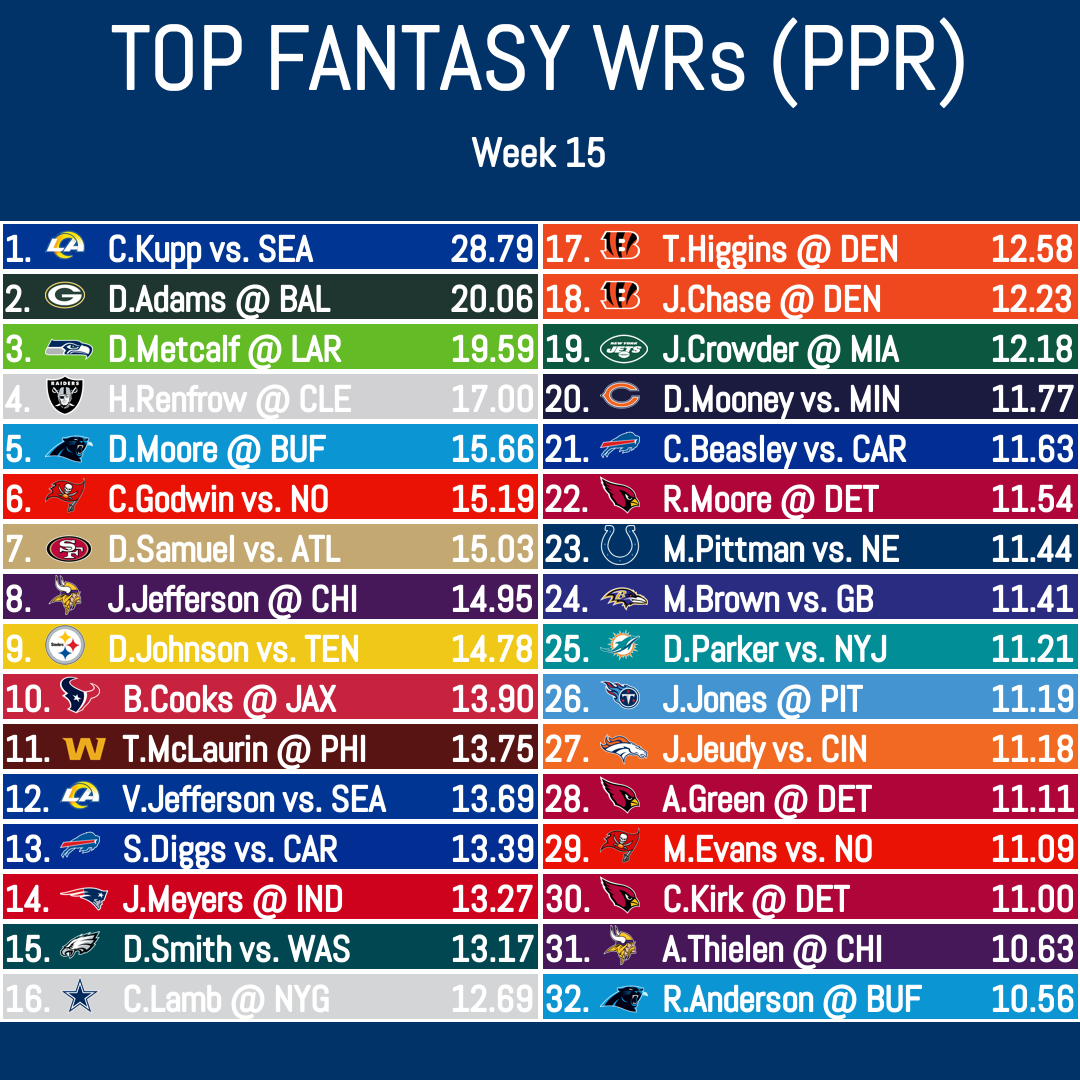 TOP FANTASY WRs (PPR)
Week 15
1. C.Kupp vs. SEA 28.79
2. D.Adams @ BAL 20.06
3. D.Metcalf @ LAR 19.59
4. RAIDERS H.Renfrow @ CLE 17.00
5. D.Moore @ BUF 15.66
6. C.Godwin vs. NO 15.19
7. D.Samuel vs. ATL 15.03
8. J.Jefferson @ CHI 14.95
9. Steelers D.Johnson vs. TEN 14.78
10. B.Cooks @ JAX 13.90
11. W T.McLaurin @ PHI 13.75
12. V.Jefferson vs. SEA 13.69
13. S.Diggs vs. CAR 13.39
14. J.Meyers @ IND 13.27
15. D.Smith vs. WAS 13.17
16. C.Lamb @ NYG 12.69
17. T.Higgins @ DEN 12.58
18. J.Chase @ DEN 12.23
19. NEW YORK JETS J.Crowder @ MIA 12.18
20. D.Mooney vs. MIN 11.77
21. C.Beasley vs. CAR 11.63
22. R.Moore @ DET 11.54
23. M.Pittman vs. NE 11.44
24. M.Brown vs. GB 11.41
25. D.Parker vs. NYJ 11.21
26. J.Jones @ PIT 11.19
27. J.Jeudy vs. CIN 11.18
28. A.Green @ DET 11.11
29. M.Evans vs. NO 11.09
30. C.Kirk @ DET 11.00
31. A.Thielen @ CHI 10.63
32. R.Anderson @ BUF 10.56